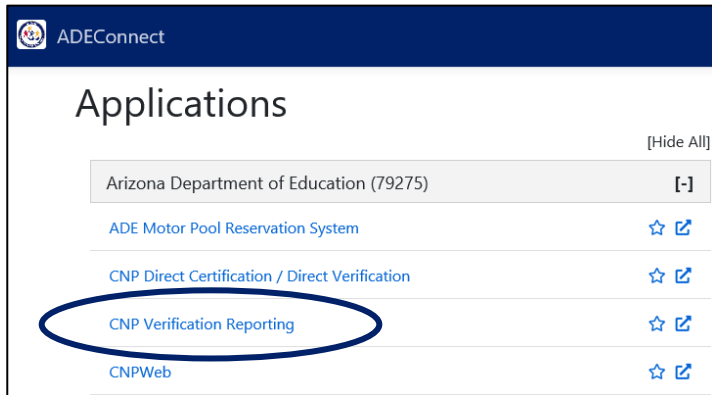 ADEConnect
Applications
[Hide All]
Arizona Department of Education (79275) [-]
ADE Motor Pool Reservation System
CNP Direct Certification / Direct Verification
CNP Verification Reporting
CNPWeb